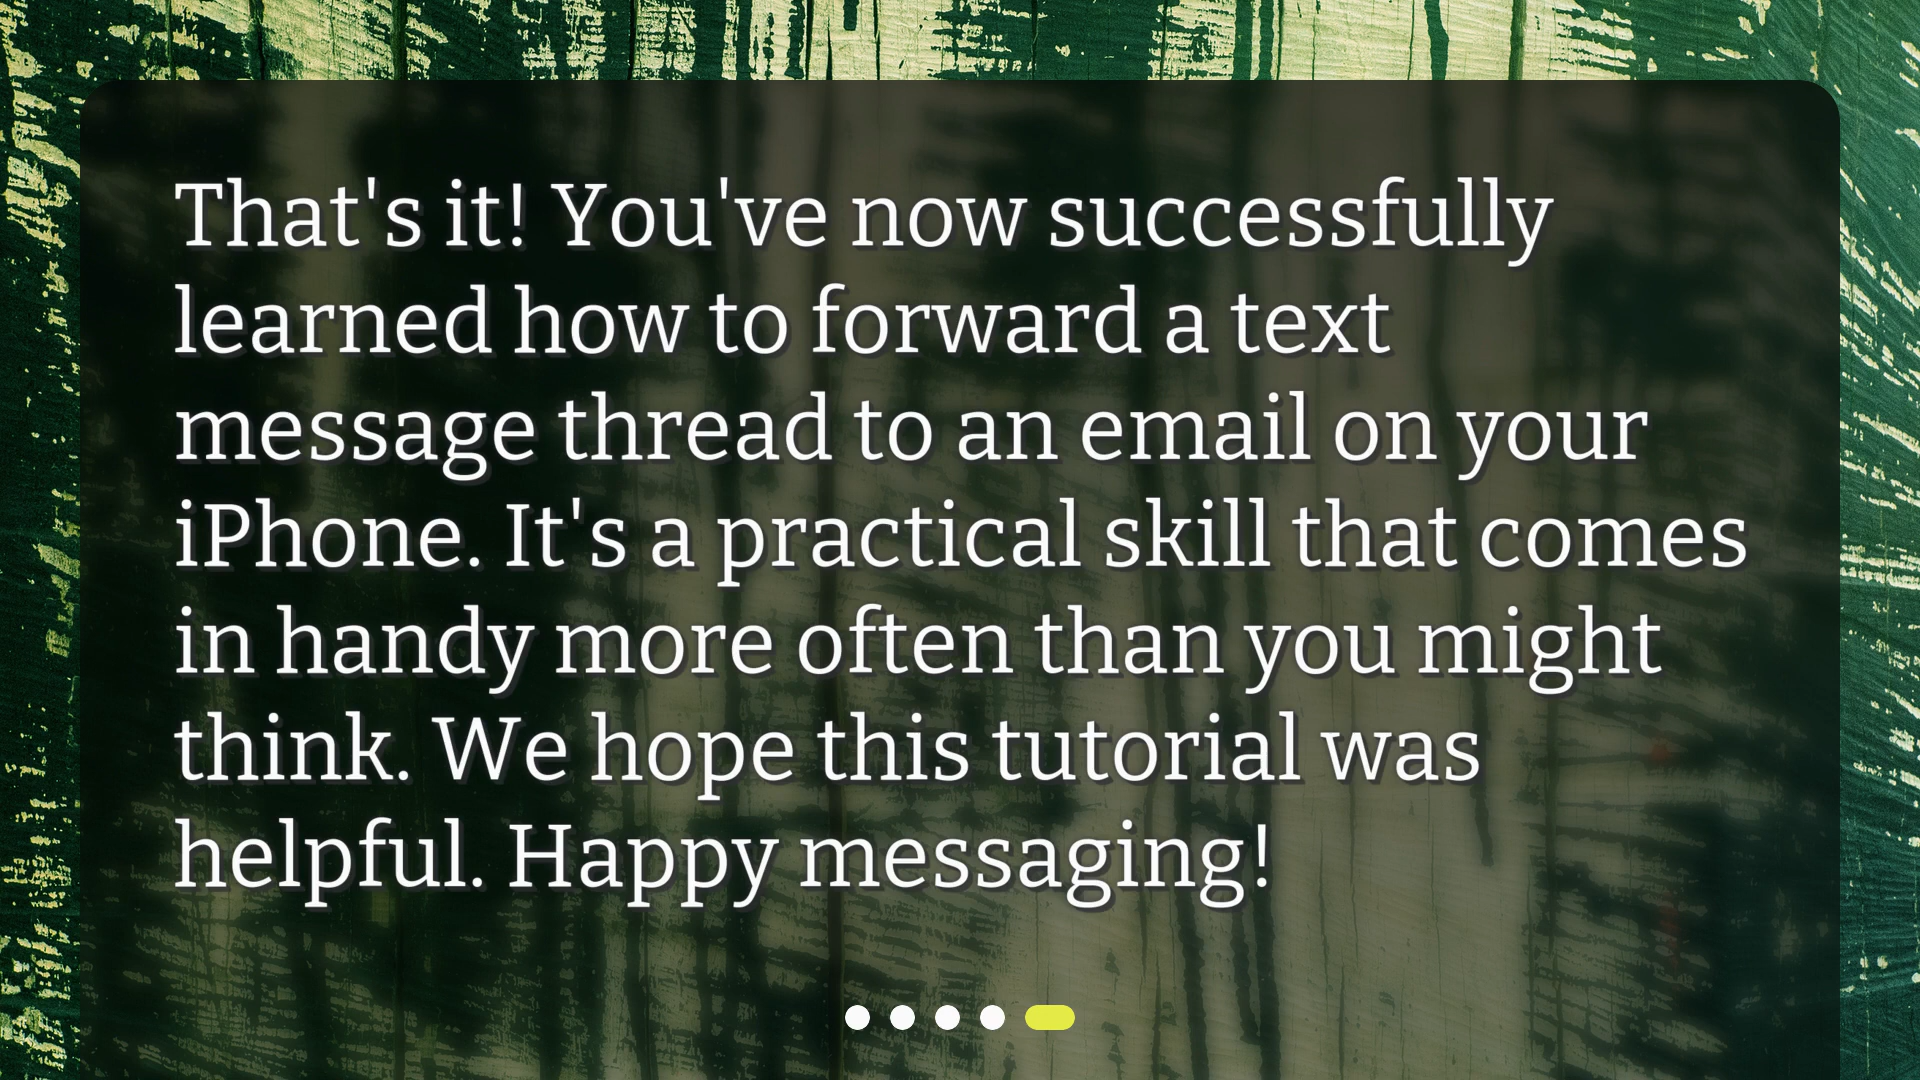 That's it! You've now successfully
learned how to forward a text
message thread to an email on your
iPhone. It's a practical skill that comes
in handy more often than you might
think. We hope this tutorial was
helpful. Happy messaging!